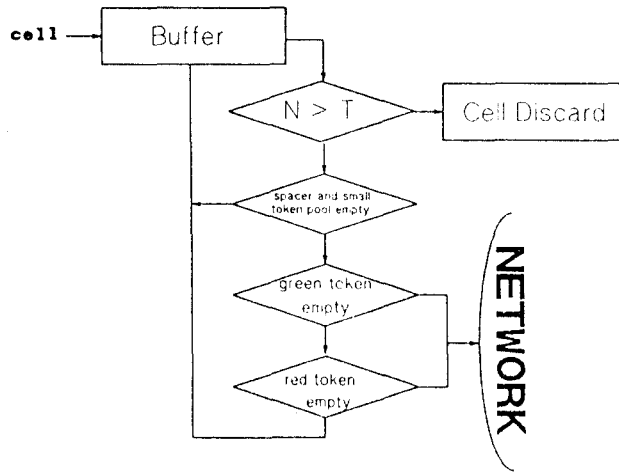 cell
Buffer
N > T
Cell Discard
spacer and small
token pool empty
green token
empty
red token
empty
NETWORK